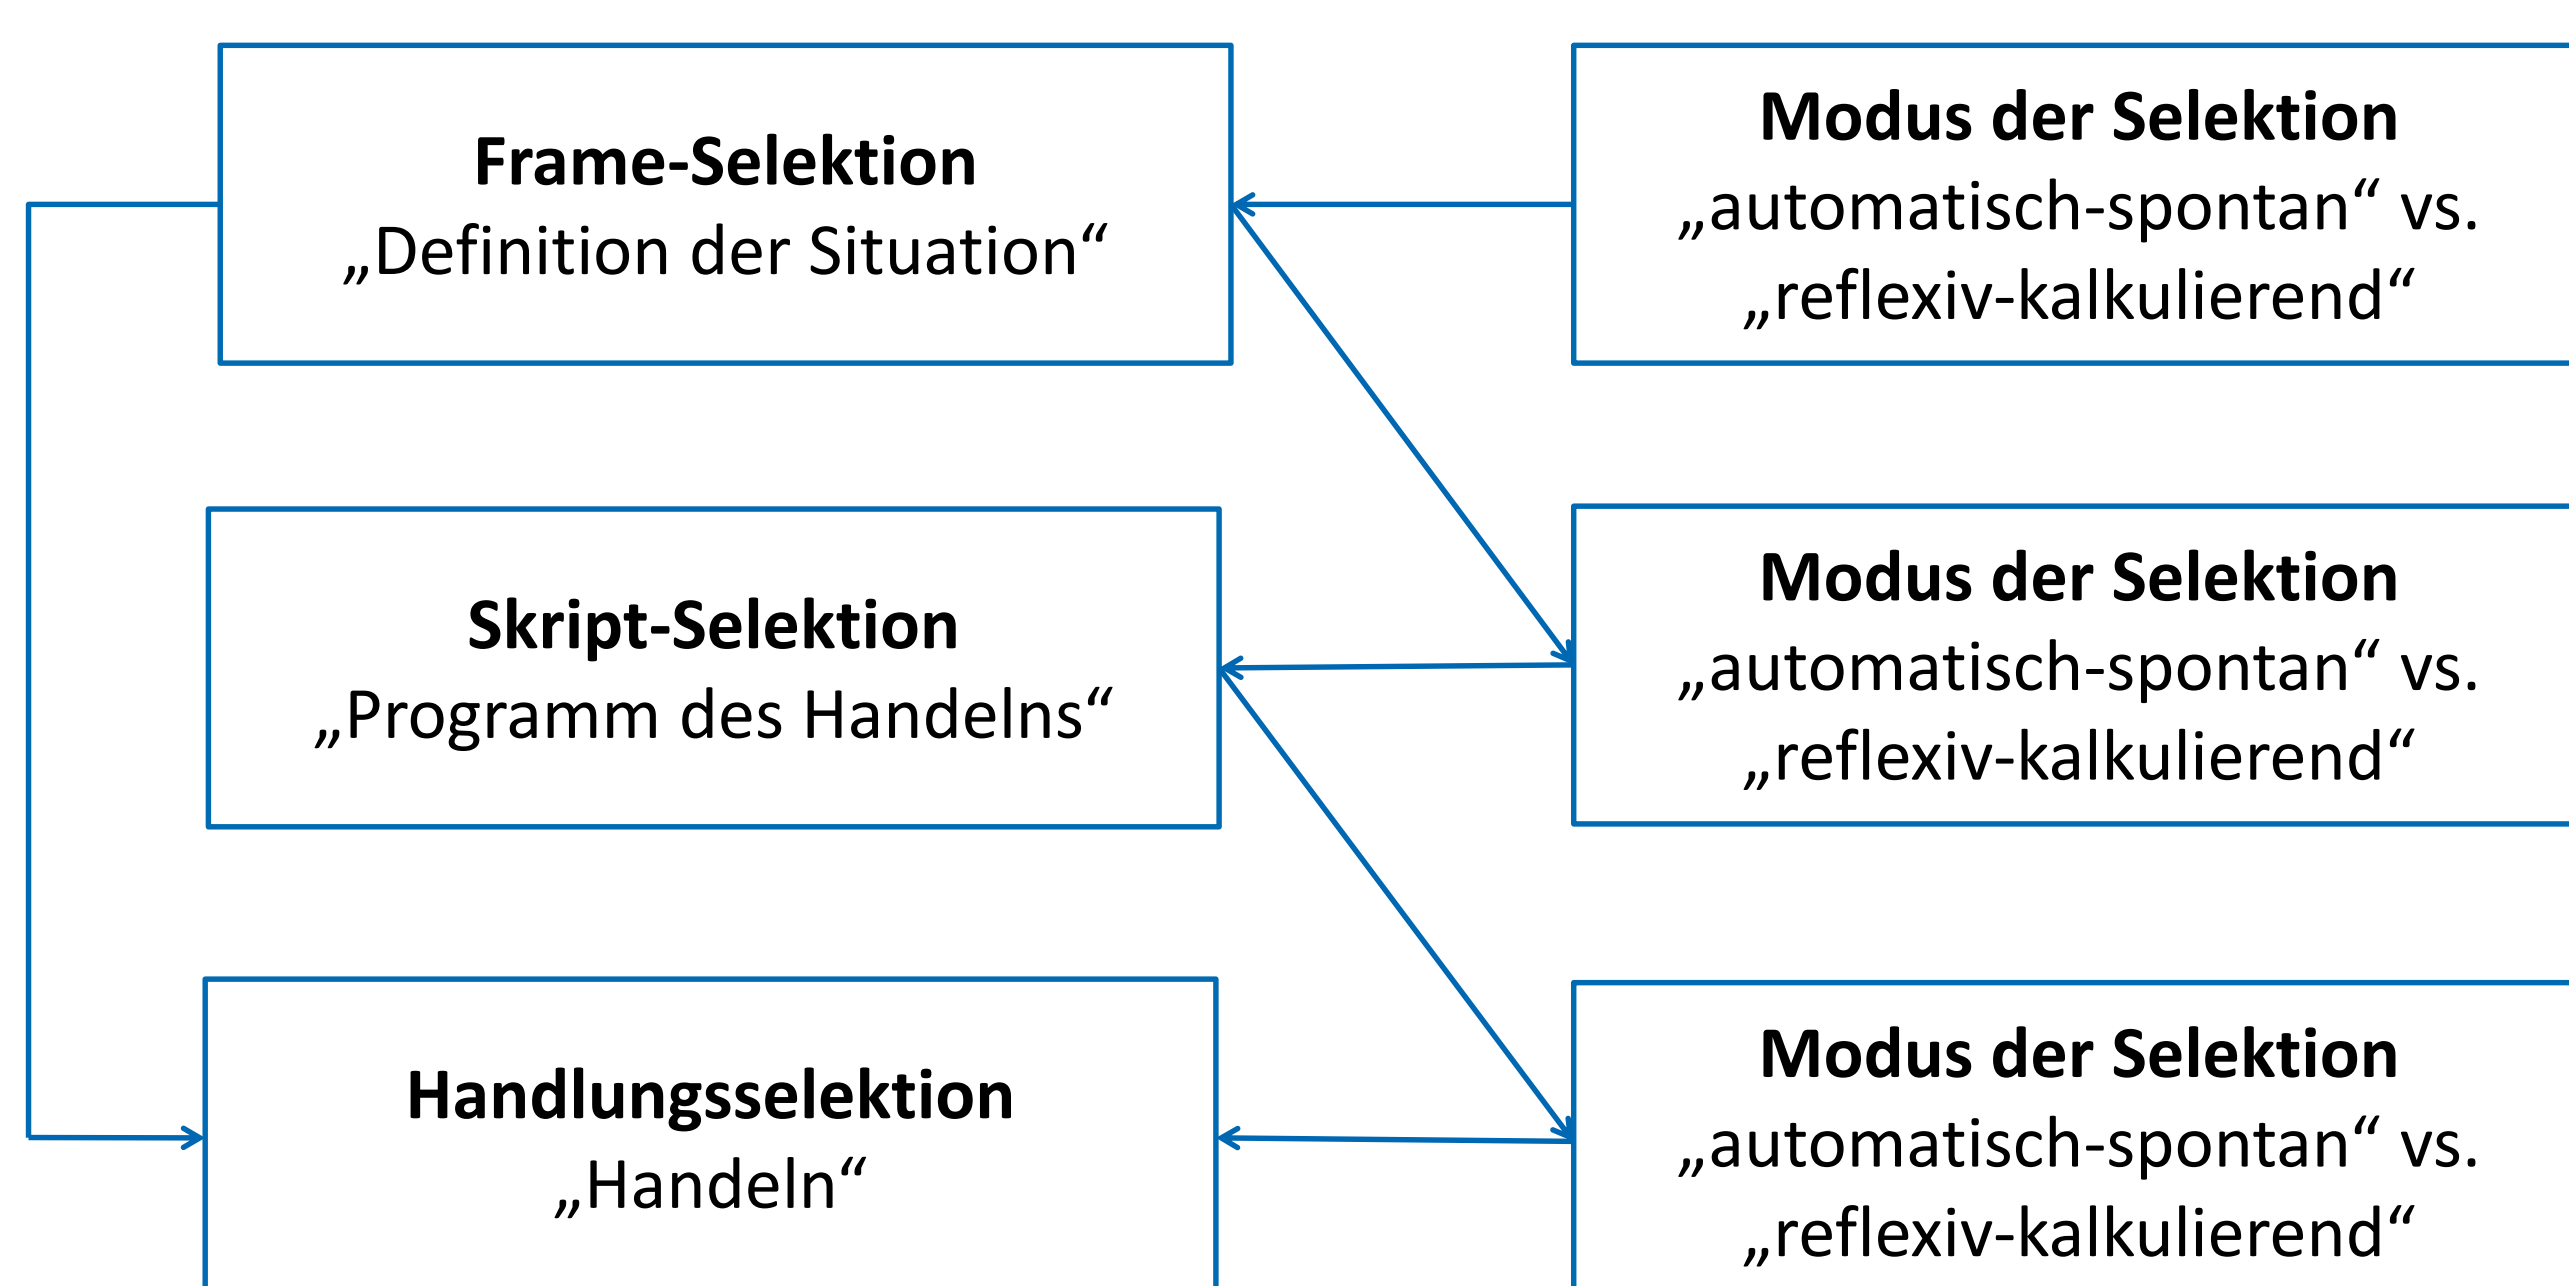 Frame-Selektion
„Definition der Situation“
Modus der Selektion
„automatisch-spontan“ vs.
„reflexiv-kalkulierend“
Skript-Selektion
„Programm des Handelns“
Modus der Selektion
„automatisch-spontan“ vs.
„reflexiv-kalkulierend“
Handlungsselektion
„Handeln“
Modus der Selektion
„automatisch-spontan“ vs.
„reflexiv-kalkulierend“